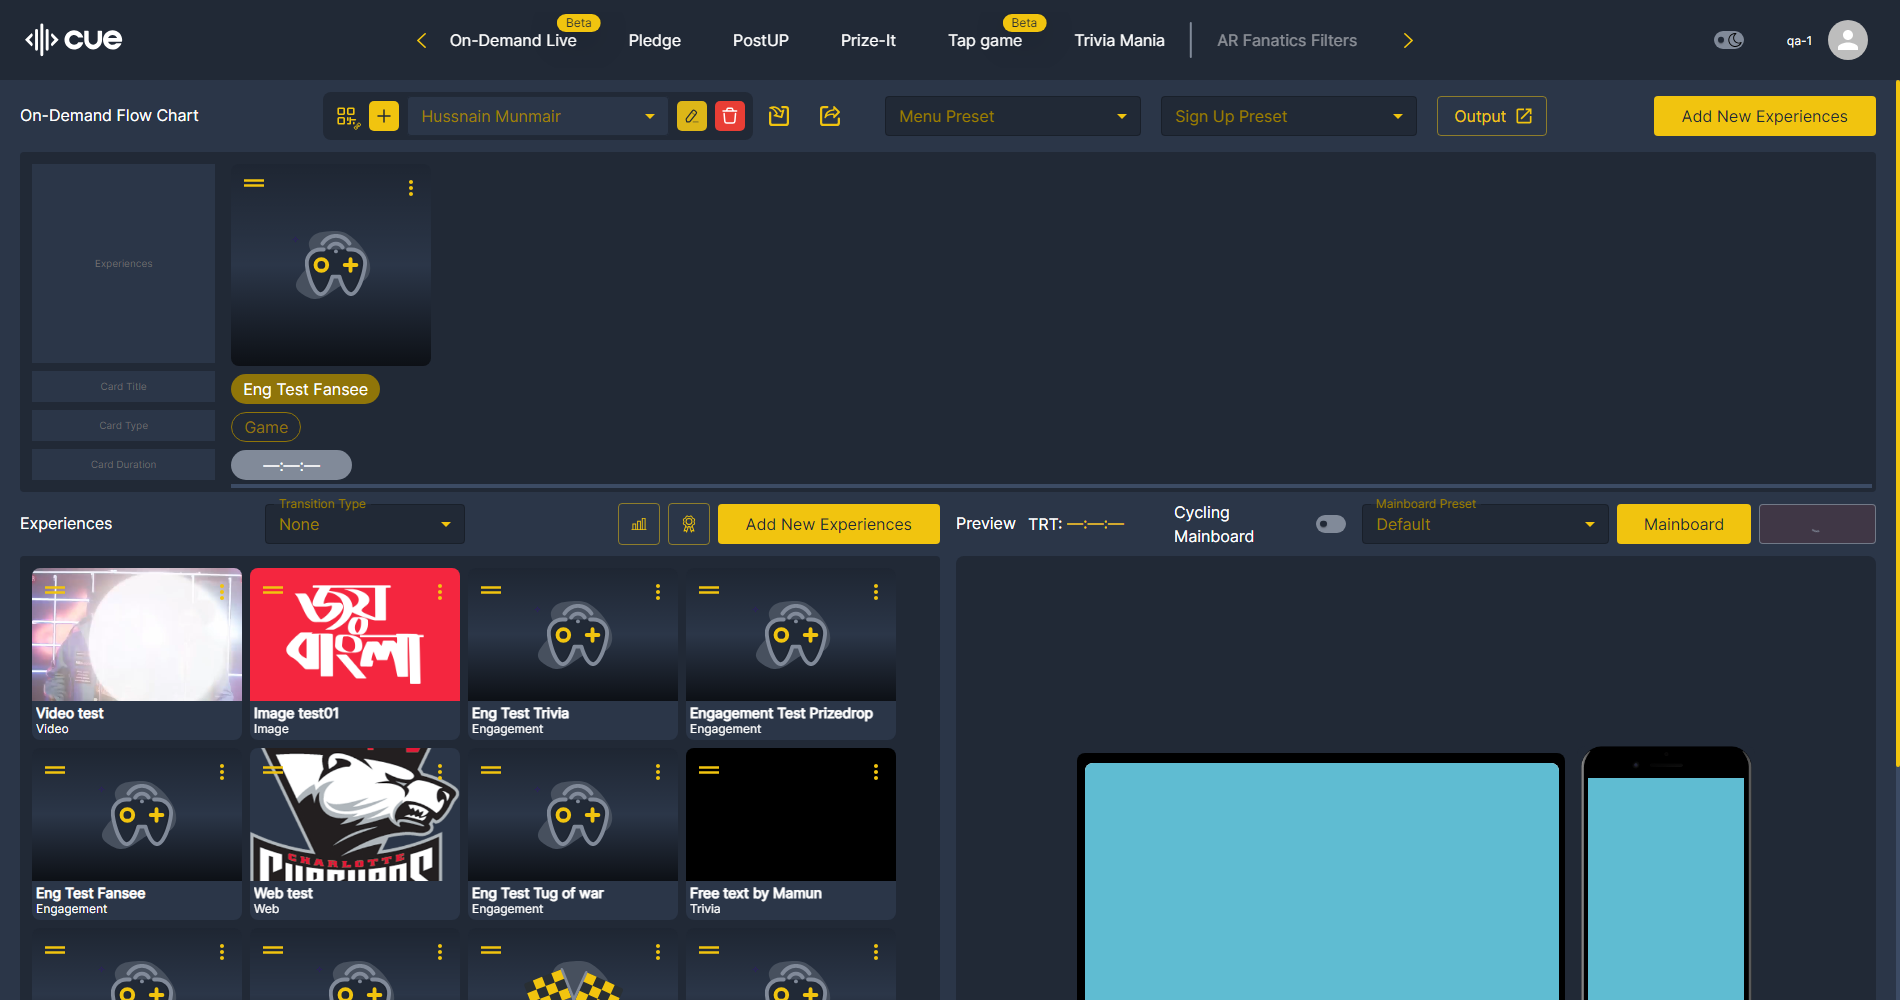 cue
On-Demand Live
Beta
Pledge
PostUP
Prize-It
Tap game
Beta
Trivia Mania
AR Fanatics Filters
qa-1
On-Demand Flow Chart
Hussnain Munmair
Menu Preset
Sign Up Preset
Output
Add New Experiences
Experiences
Card Title
Eng Test Fansee
Card Type
Game
Card Duration
—:—:—
Experiences
Transition Type
None
Add New Experiences
Preview
TRT: —:—:—
Cycling
Mainboard
Mainboard Preset
Default
Mainboard
জয়
বাংলা
Video test
Video
Image test01
Image
Eng Test Trivia
Engagement
Engagement Test Prizedrop
Engagement
CHARLOTTE
Eng Test Fansee
Engagement
Web test
Web
Eng Test Tug of war
Engagement
Free text by Mamun
Trivia